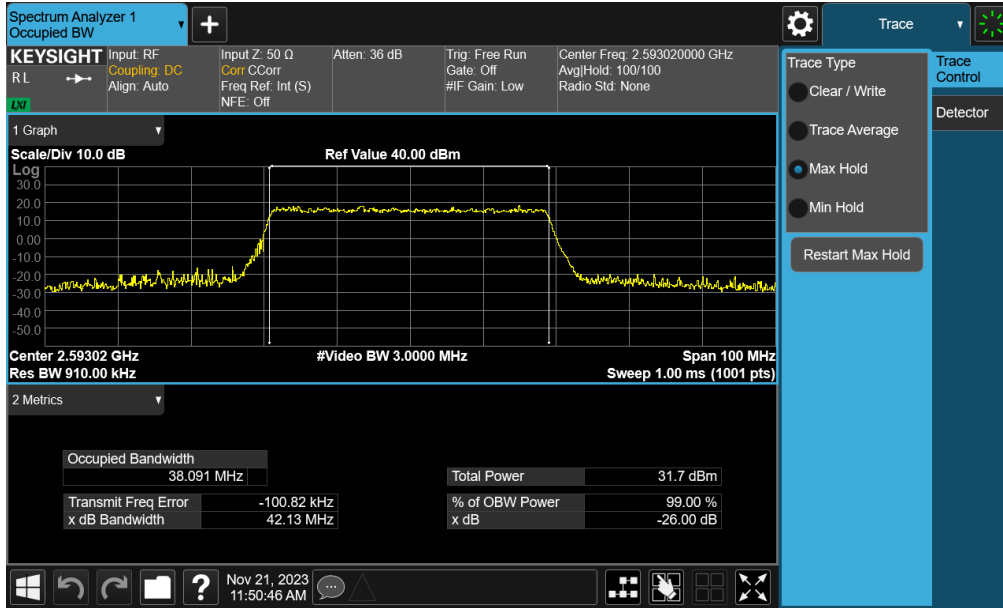 Spectrum Analyzer 1
Occupied BW
+
Trace
KEYSIGHT
R L
LXI
Input: RF
Coupling: DC
Align: Auto
Input Z: 50 Ω
Corr CCorr
Freq Ref: Int (S)
NFE: Off
Atten: 36 dB
Trig: Free Run
Gate: Off
#IF Gain: Low
Center Freq: 2.593020000 GHz
Avg|Hold: 100/100
Radio Std: None
Trace Type
Clear / Write
Trace Average
Max Hold
Min Hold
Restart Max Hold
Trace
Control
Detector
1 Graph
Scale/Div 10.0 dB
Ref Value 40.00 dBm
Log
30.0
20.0
10.0
0.00
-10.0
-20.0
-30.0
-40.0
-50.0
Center 2.59302 GHz
#Video BW 3.0000 MHz
Span 100 MHz
Res BW 910.00 kHz
Sweep 1.00 ms (1001 pts)
2 Metrics
Occupied Bandwidth
38.091 MHz
Total Power 31.7 dBm
Transmit Freq Error -100.82 kHz
% of OBW Power 99.00 %
x dB Bandwidth 42.13 MHz
x dB -26.00 dB
?
Nov 21, 2023
11:50:46 AM